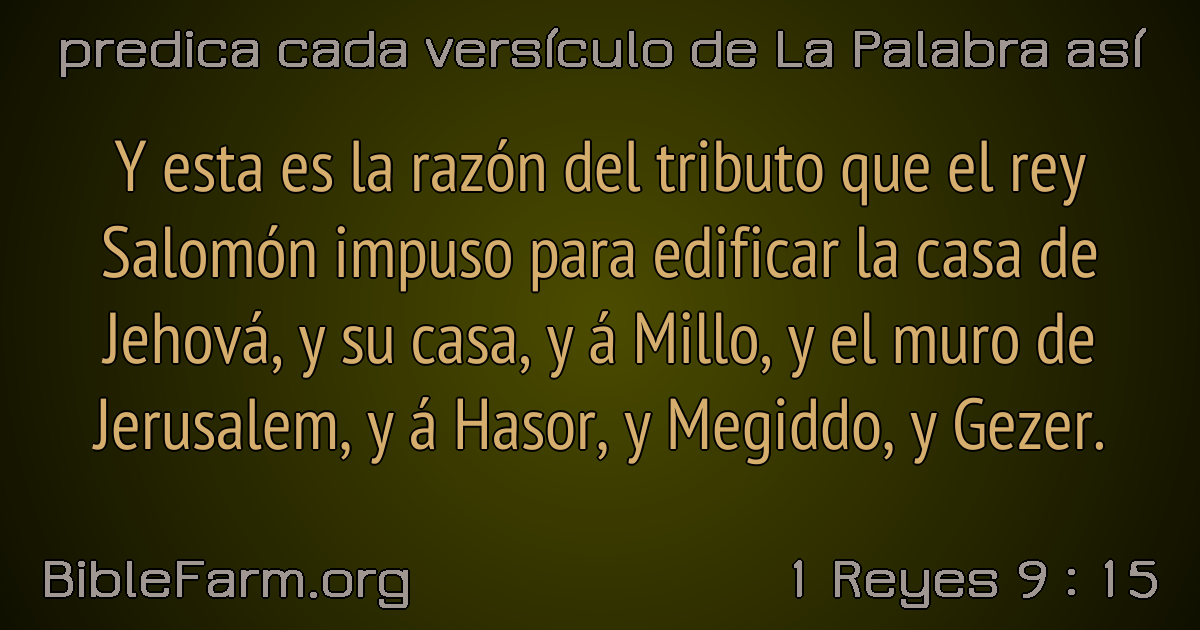 predica cada versículo de La Palabra así
Y esta es la razón del tributo que el rey
Salomón impuso para edificar la casa de
Jehová, y su casa, y á Millo, y el muro de
Jerusalem, y á Hasor, y Megiddo, y Gezer.
BibleFarm.org
1 Reyes 9 : 15